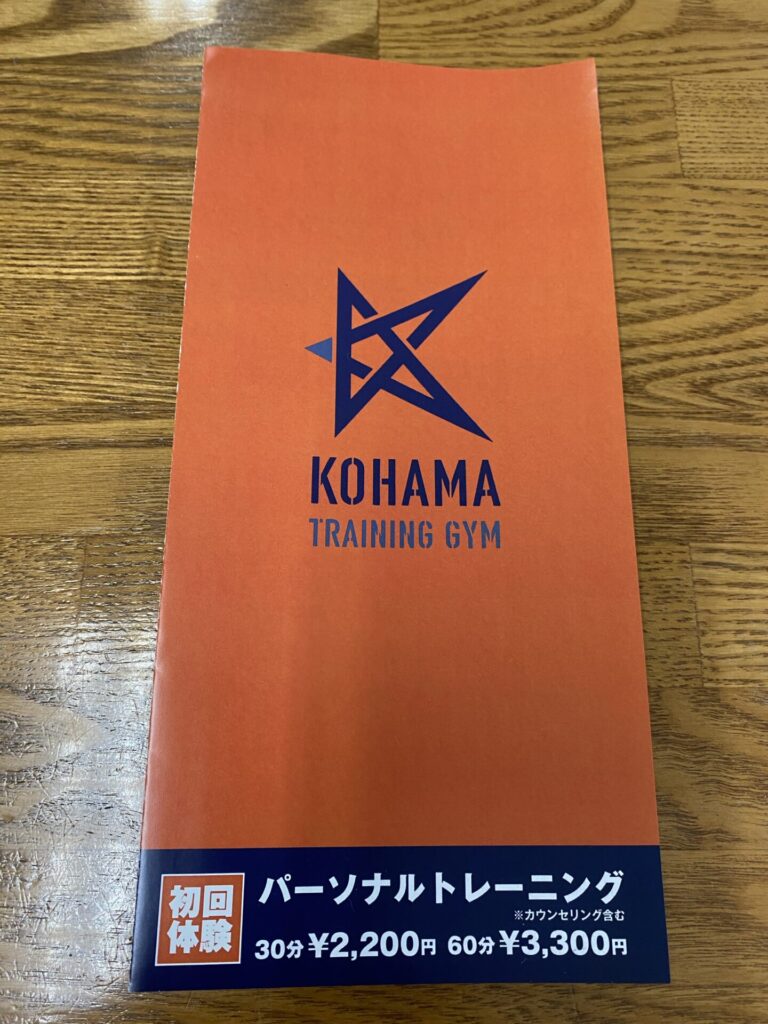 KOHAMA
TRAINING GYM
初回
体験
パーソナルトレーニング
※カウンセリング含む
30分¥2,200円 60分¥3,300円